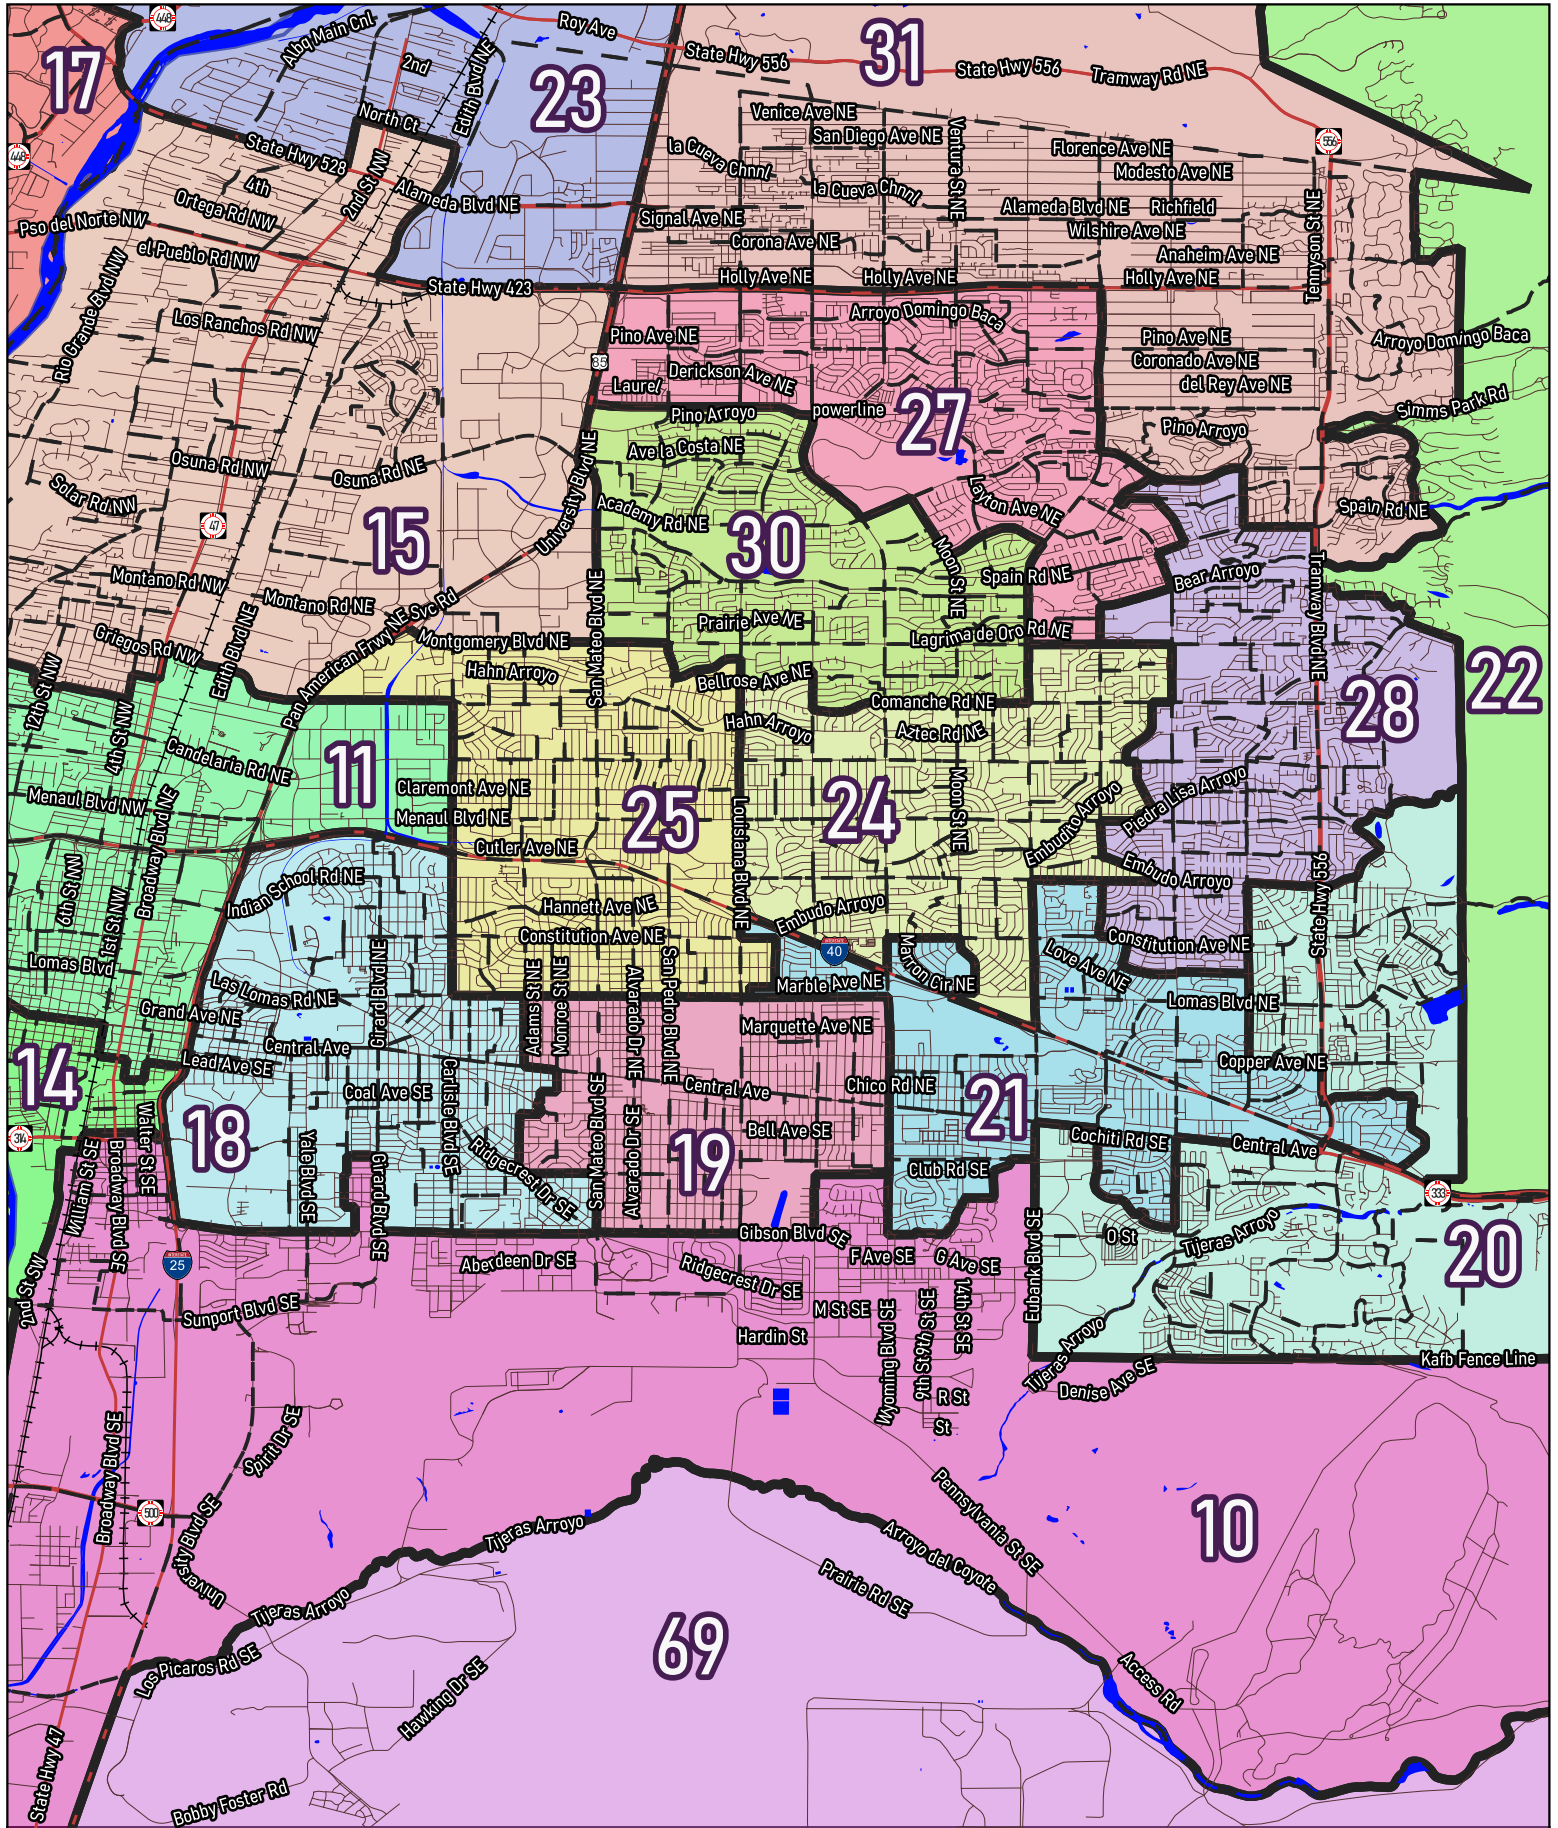 448
Roy Ave
Albq Main Cnl
2nd
Edith Blvd NE
State Hwy 556
31
State Hwy 556
Tramway Rd NE
17
23
North Ct
Venice Ave NE
San Diego Ave NE
Ventura St NE
556
448
State Hwy 528
la Cueva Chnnl
Florence Ave NE
Modesto Ave NE
4th
Ortega Rd NW
2nd St NW
Alameda Blvd NE
la Cueva Chnnl
Tennyson St NE
Pso del Norte NW
Signal Ave NE
Alameda Blvd NE
Richfield
Wilshire Ave NE
el Pueblo Rd NW
Corona Ave NE
Anaheim Ave NE
State Hwy 423
Holly Ave NE
Holly Ave NE
Holly Ave NE
Rio Grande Blvd NW
Los Ranchos Rd NW
Arroyo Domingo Baca
Pino Ave NE
Pino Ave NE
Arroyo Domingo Baca
85
Coronado Ave NE
Laurel
Derickson Ave NE
del Rey Ave NE
Simms Park Rd
Pino Arroyo
powerline
27
Pino Arroyo
Ave la Costa NE
Osuna Rd NW
Osuna Rd NE
University Blvd NE
Solar Rd NW
Layton Ave NE
Spain Rd NE
47
15
Academy Rd NE
30
Moon St NE
Montano Rd NW
Montano Rd NE
San Mateo Blvd NE
Spain Rd NE
Bear Arroyo
Tramway Blvd NE
Pan American Frwy NE Svc Rd
Prairie Ave NE
Lagrima de Oro Rd NE
Griegos Rd NW
Edith Blvd NE
Montgomery Blvd NE
12th St NW
Hahn Arroyo
Bellrose Ave NE
22
Comanche Rd NE
28
4th St NW
Candelaria Rd NE
Hahn Arroyo
Aztec Rd NE
11
Claremont Ave NE
Menaul Blvd NW
Menaul Blvd NE
25
24
Louisiana Blvd NE
Moon St NE
Embudito Arroyo
Piedra Lisa Arroyo
Broadway Blvd NE
Cutler Ave NE
6th St NW
Indian School Rd NE
Embudo Arroyo
State Hwy 556
1st St NW
Hannett Ave NE
Embudo Arroyo
Constitution Ave NE
Constitution Ave NE
Lomas Blvd
INTERSTATE
40
Morton Cir NE
Love Ave NE
Las Lomas Rd NE
Girard Blvd NE
Adams St NE
Monroe St NE
Alvarado Dr NE
San Pedro Blvd NE
Marble Ave NE
Lomas Blvd NE
Grand Ave NE
Marquette Ave NE
Central Ave
Lead Ave SE
Copper Ave NE
14
Coal Ave SE
Carlisle Blvd SE
Central Ave
Chico Rd NE
21
Walter St SE
18
San Mateo Blvd SE
Alvarado Dr SE
Bell Ave SE
314
Cochiti Rd SE
Central Ave
William St SE
Broadway Blvd SE
Yale Blvd SE
Girard Blvd SE
Ridgecrest Dr SE
19
Club Rd SE
333
Gibson Blvd SE
Eubank Blvd SE
O St
Tijeras Arroyo
20
2nd St SW
INTERSTATE
25
Aberdeen Dr SE
Ridgecrest Dr SE
F Ave SE
G Ave SE
Sunport Blvd SE
M St SE
Wyoming Blvd SE
9th St SE
9th St SE
14th St SE
Hardin St
Tijeras Arroyo
Kafb Fence Line
Denise Ave SE
R St
St
Broadway Blvd SE
Spirit Dr SE
500
University Blvd SE
Pennsylvania St SE
10
Tijeras Arroyo
Arroyo del Coyote
Tijeras Arroyo
Prairie Rd SE
69
Los Picaros Rd SE
Access Rd
Hawking Dr SE
State Hwy 47
Bobby Foster Rd